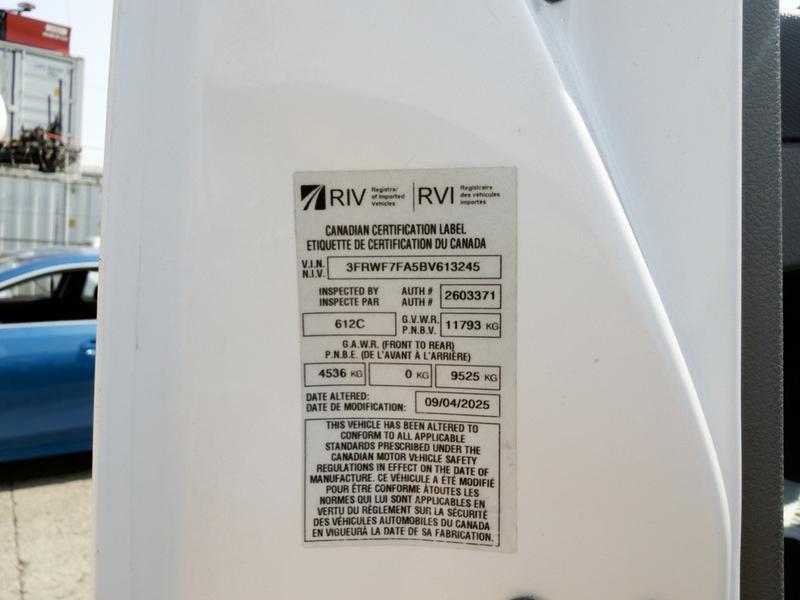 RIV Registrar of Imported Vehicles RVI Registraire des véhicules importés
CANADIAN CERTIFICATION LABEL
ETIQUETTE DE CERTIFICATION DU CANADA
V.I.N. N.I.V. 3FRWF7FA5BV613245
INSPECTED BY AUTH # 2603371
INSPECTE PAR AUTH #
612C G.V.W.R. P.N.B.V. 11793 KG
G.A.W.R. (FRONT TO REAR)
P.N.B.E. (DE L'AVANT À L'ARRIÈRE)
4536 KG 0 KG 9525 KG
DATE ALTERED:
DATE DE MODIFICATION: 09/04/2025
THIS VEHICLE HAS BEEN ALTERED TO
CONFORM TO ALL APPLICABLE
STANDARDS PRESCRIBED UNDER THE
CANADIAN MOTOR VEHICLE SAFETY
REGULATIONS IN EFFECT ON THE DATE OF
MANUFACTURE. CE VÉHICULE A ÉTÉ MODIFIÉ
POUR ÊTRE CONFORME ÀTOUTES LES
NORMES QUI LUI SONT APPLICABLES EN
VERTU DU RÈGLEMENT SUR LA SÉCURITÉ
DES VÉHICULES AUTOMOBILES DU CANADA
EN VIGUEURÀ LA DATE DE SA FABRICATION.